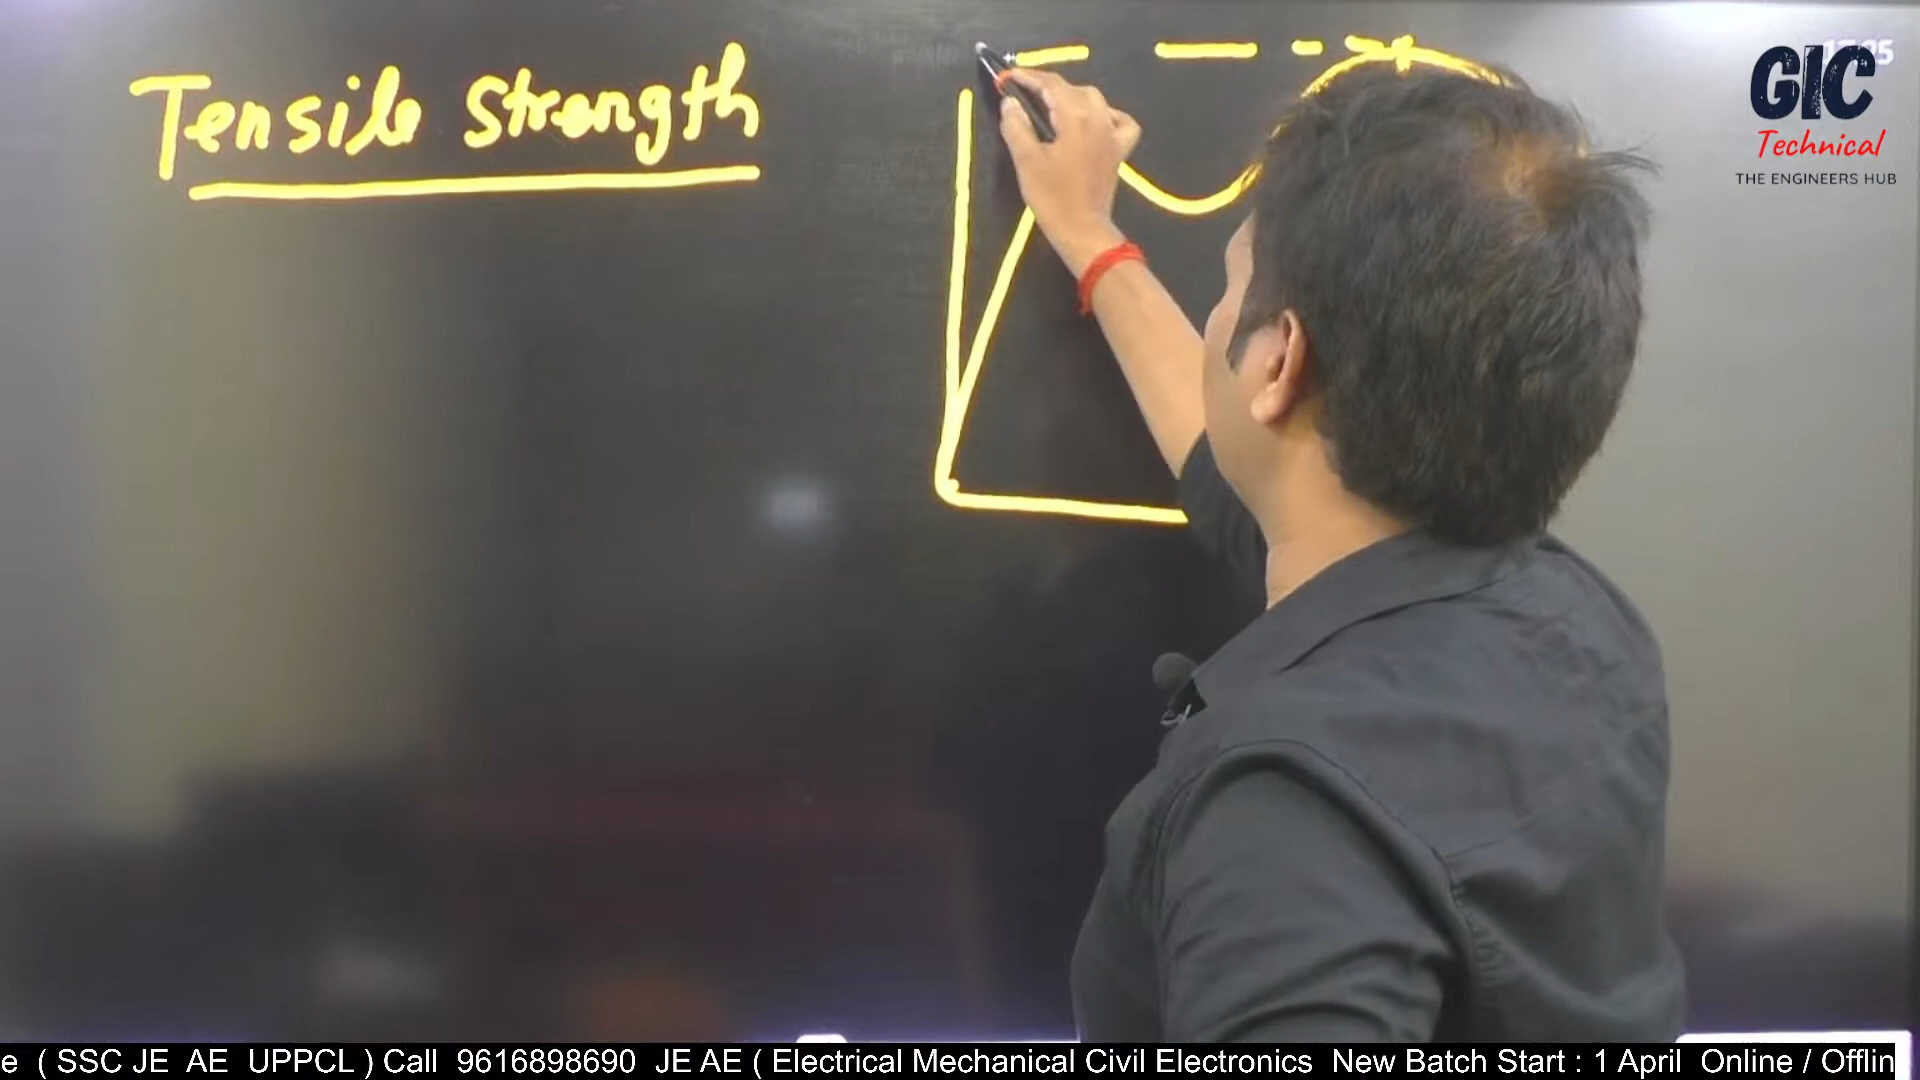 Tensile Strength
GIC
Technical
THE ENGINEERS HUB
e ( SSC JE AE UPPCL ) Call 9616898690 JE AE ( Electrical Mechanical Civil Electronics New Batch Start : 1 April Online / Offlin